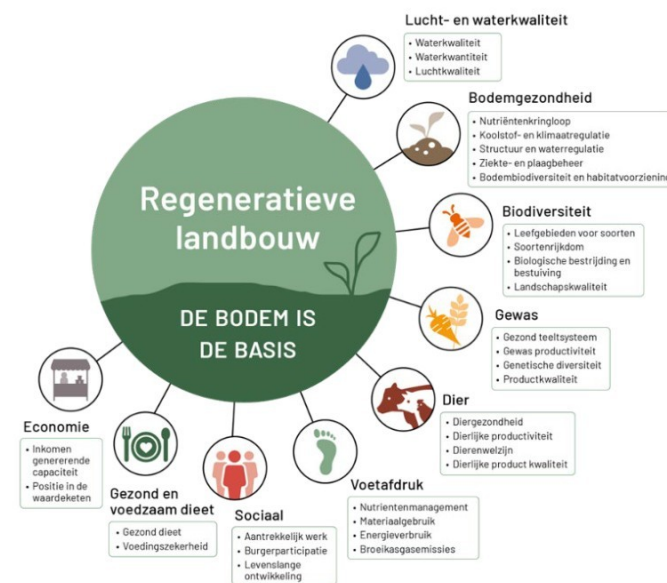 Lucht- en waterkwaliteit
• Waterkwaliteit
• Waterkwantiteit
• Luchtkwaliteit
Bodemgezondheid
• Nutriëntenkringloop
• Koolstof- en klimaatregulatie
• Structuur en waterregulatie
• Ziekte- en plaagbeheer
• Bodembiodiversiteit en habitatvoorziening
Regeneratieve
landbouw
DE BODEM IS
DE BASIS
Biodiversiteit
• Leefgebieden voor soorten
• Soortenrijkdom
• Biologische bestrijding en
bestuiving
• Landschapskwaliteit
Gewas
• Gezond teeltsysteem
• Gewas productiviteit
• Genetische diversiteit
• Productkwaliteit
Dier
• Diergezondheid
• Dierlijke productiviteit
• Dierenwelzijn
• Dierlijke product kwaliteit
Voetafdruk
• Nutrientenmanagement
• Materiaalgebruik
• Energieverbruik
• Broeikasgasemissies
Sociaal
• Aantrekkelijk werk
• Burgerparticipatie
• Levenslange
ontwikkeling
Gezond en
voedzaam dieet
• Gezond dieet
• Voedingszekerheid
Economie
• Inkomen
genererende
capaciteit
• Positie in de
waardeketen